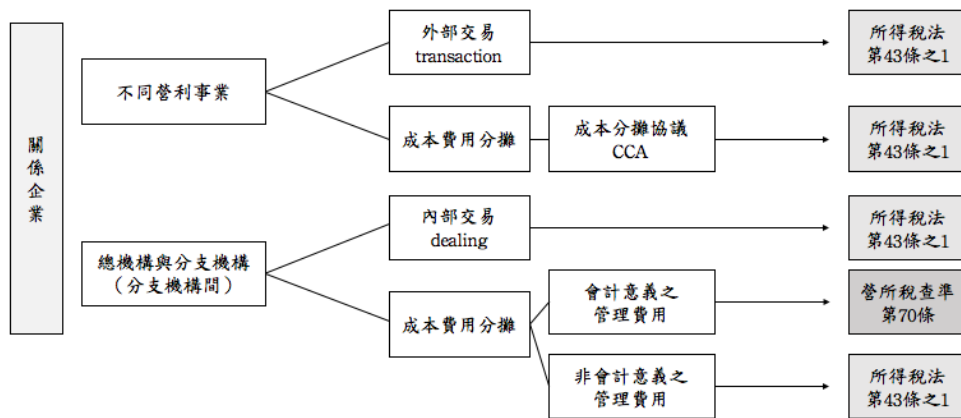 關係企業
不同營利事業
外部交易
transaction
所得稅法
第43條之1
成本費用分攤
成本分攤協議
CCA
所得稅法
第43條之1
總機構與分支機構
（分支機構間）
內部交易
dealing
所得稅法
第43條之1
成本費用分攤
會計意義之
管理費用
營所稅查準
第70條
非會計意義之
管理費用
所得稅法
第43條之1